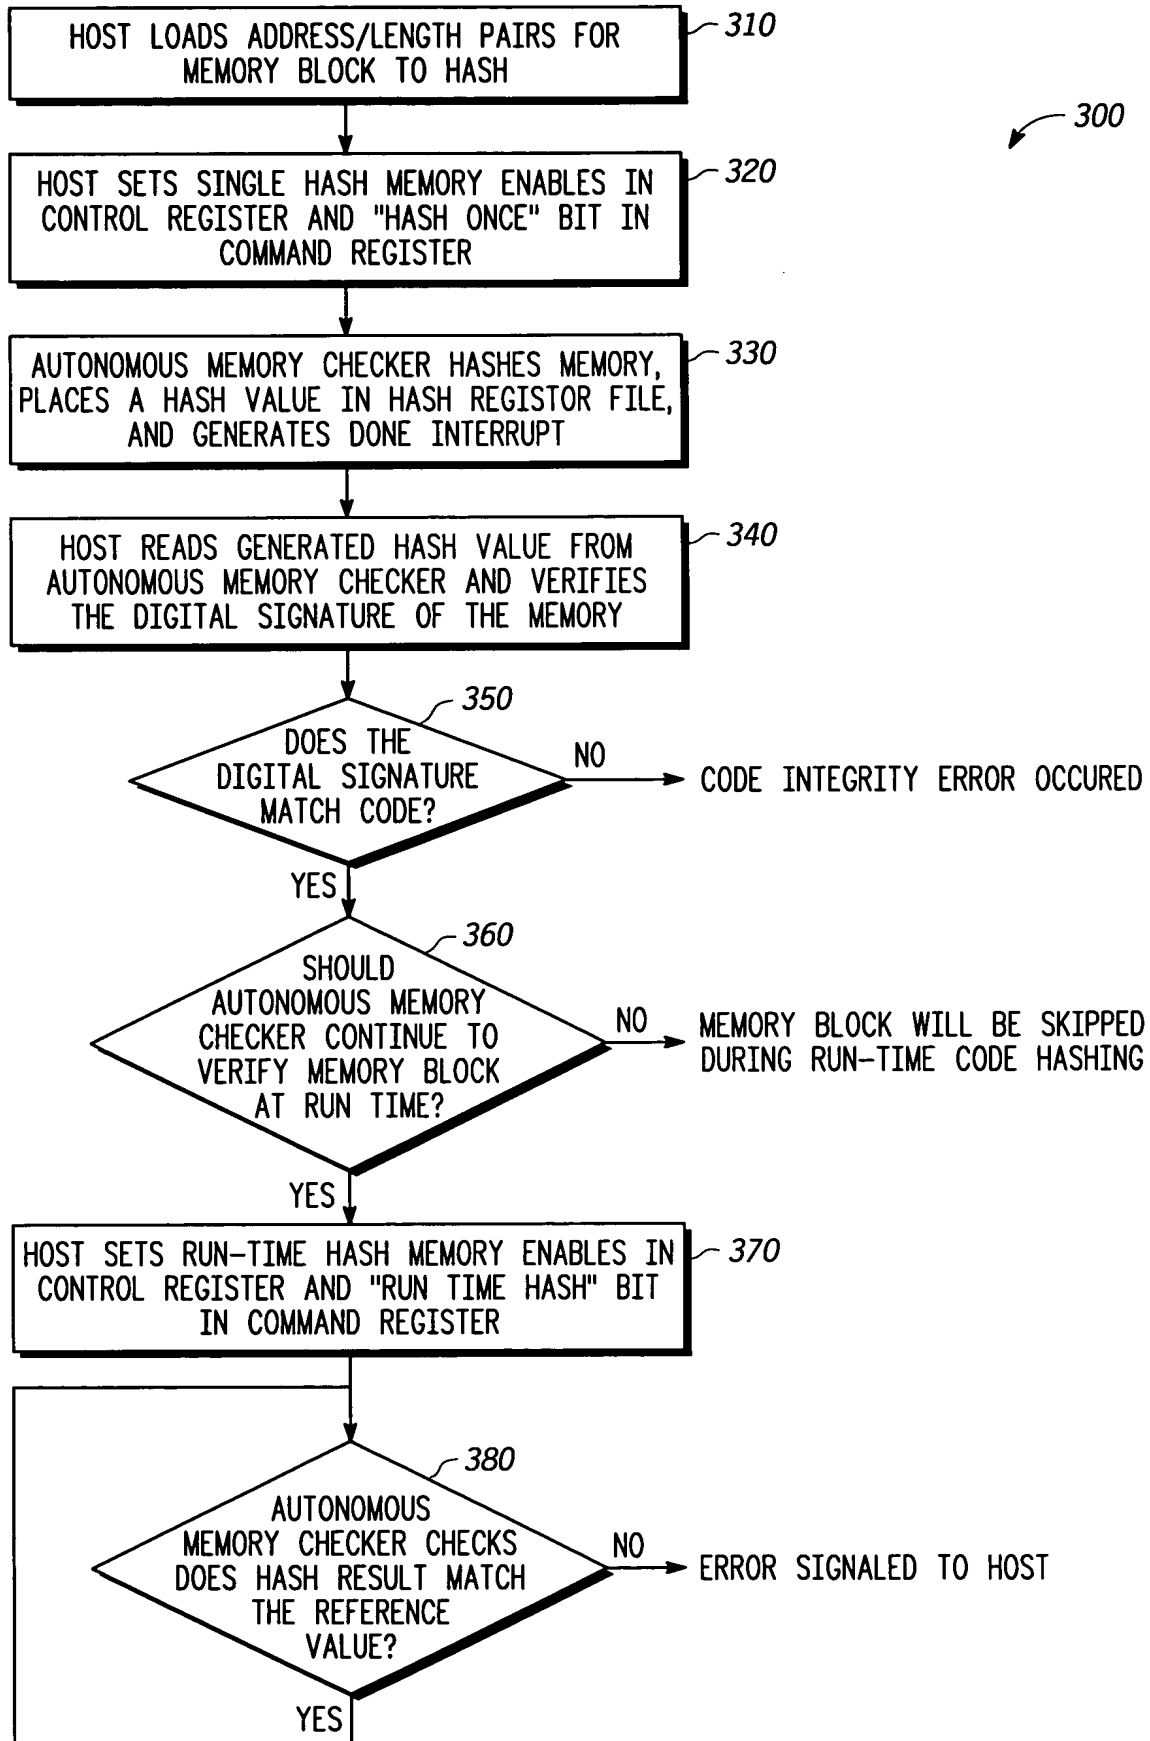 HOST LOADS ADDRESS/LENGTH PAIRS FOR
MEMORY BLOCK TO HASH
310
300
HOST SETS SINGLE HASH MEMORY ENABLES IN
CONTROL REGISTER AND "HASH ONCE" BIT IN
COMMAND REGISTER
320
AUTONOMOUS MEMORY CHECKER HASHES MEMORY,
PLACES A HASH VALUE IN HASH REGISTOR FILE,
AND GENERATES DONE INTERRUPT
330
HOST READS GENERATED HASH VALUE FROM
AUTONOMOUS MEMORY CHECKER AND VERIFIES
THE DIGITAL SIGNATURE OF THE MEMORY
340
350
DOES THE
DIGITAL SIGNATURE
MATCH CODE?
NO
CODE INTEGRITY ERROR OCCURED
YES
360
SHOULD
AUTONOMOUS MEMORY
CHECKER CONTINUE TO
VERIFY MEMORY BLOCK
AT RUN TIME?
NO
MEMORY BLOCK WILL BE SKIPPED
DURING RUN-TIME CODE HASHING
YES
HOST SETS RUN-TIME HASH MEMORY ENABLES IN
CONTROL REGISTER AND "RUN TIME HASH" BIT
IN COMMAND REGISTER
370
380
AUTONOMOUS
MEMORY CHECKER CHECKS
DOES HASH RESULT MATCH
THE REFERENCE
VALUE?
NO
ERROR SIGNALED TO HOST
YES